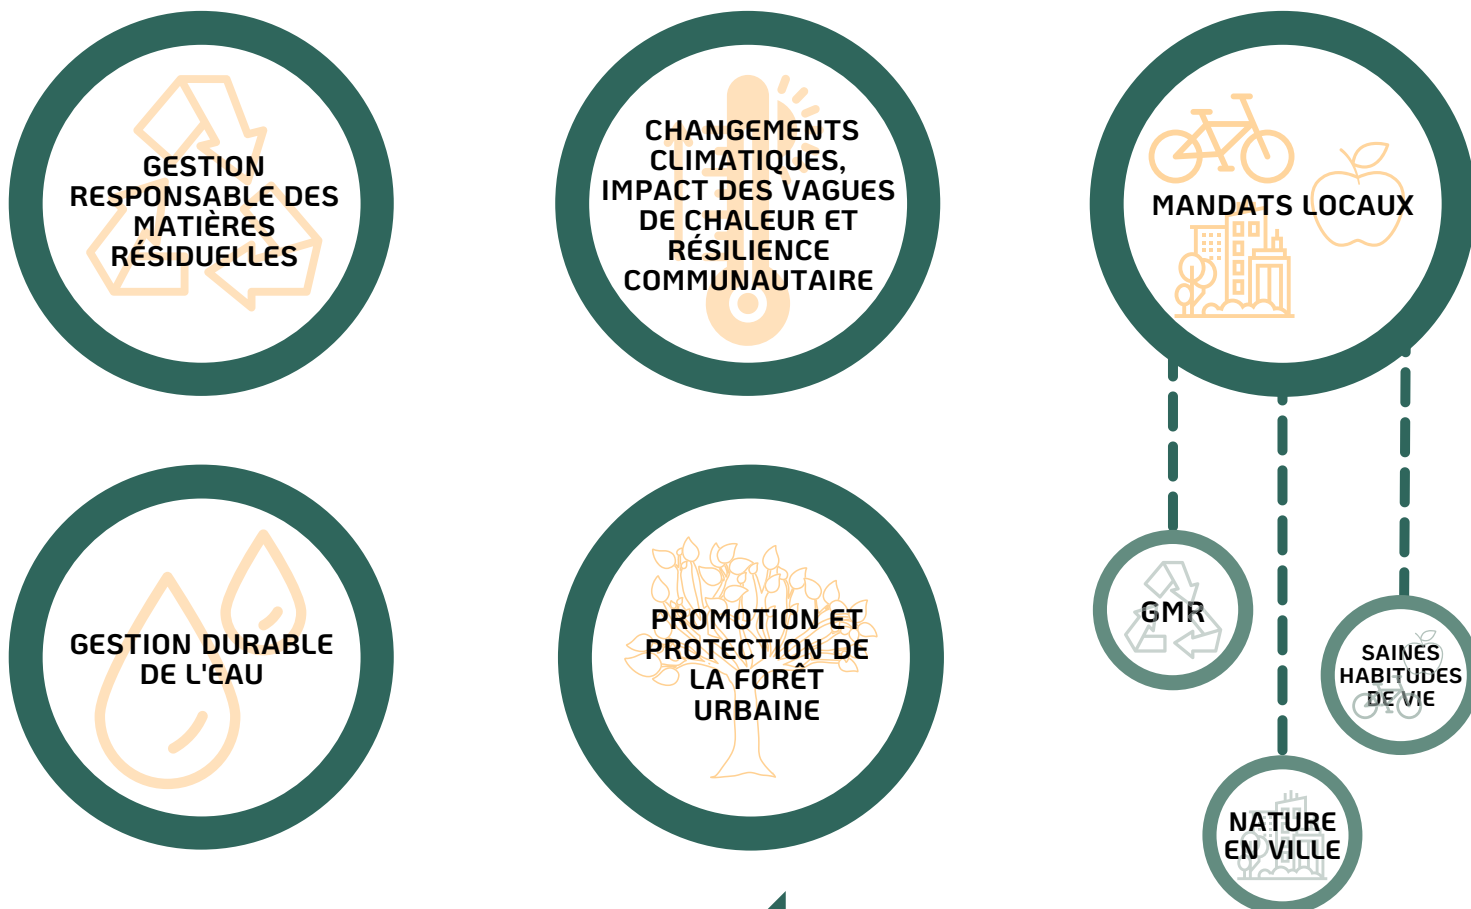 GESTION
RESPONSABLE DES
MATIÈRES
RÉSIDUELLES
CHANGEMENTS
CLIMATIQUES,
IMPACT DES VAGUES
DE CHALEUR ET
RÉSILIENCE
COMMUNAUTAIRE
MANDATS LOCAUX
GESTION DURABLE
DE L'EAU
PROMOTION ET
PROTECTION DE
LA FORÊT
URBAINE
GMR
SAINES
HABITUDES
DE VIE
NATURE
EN VILLE